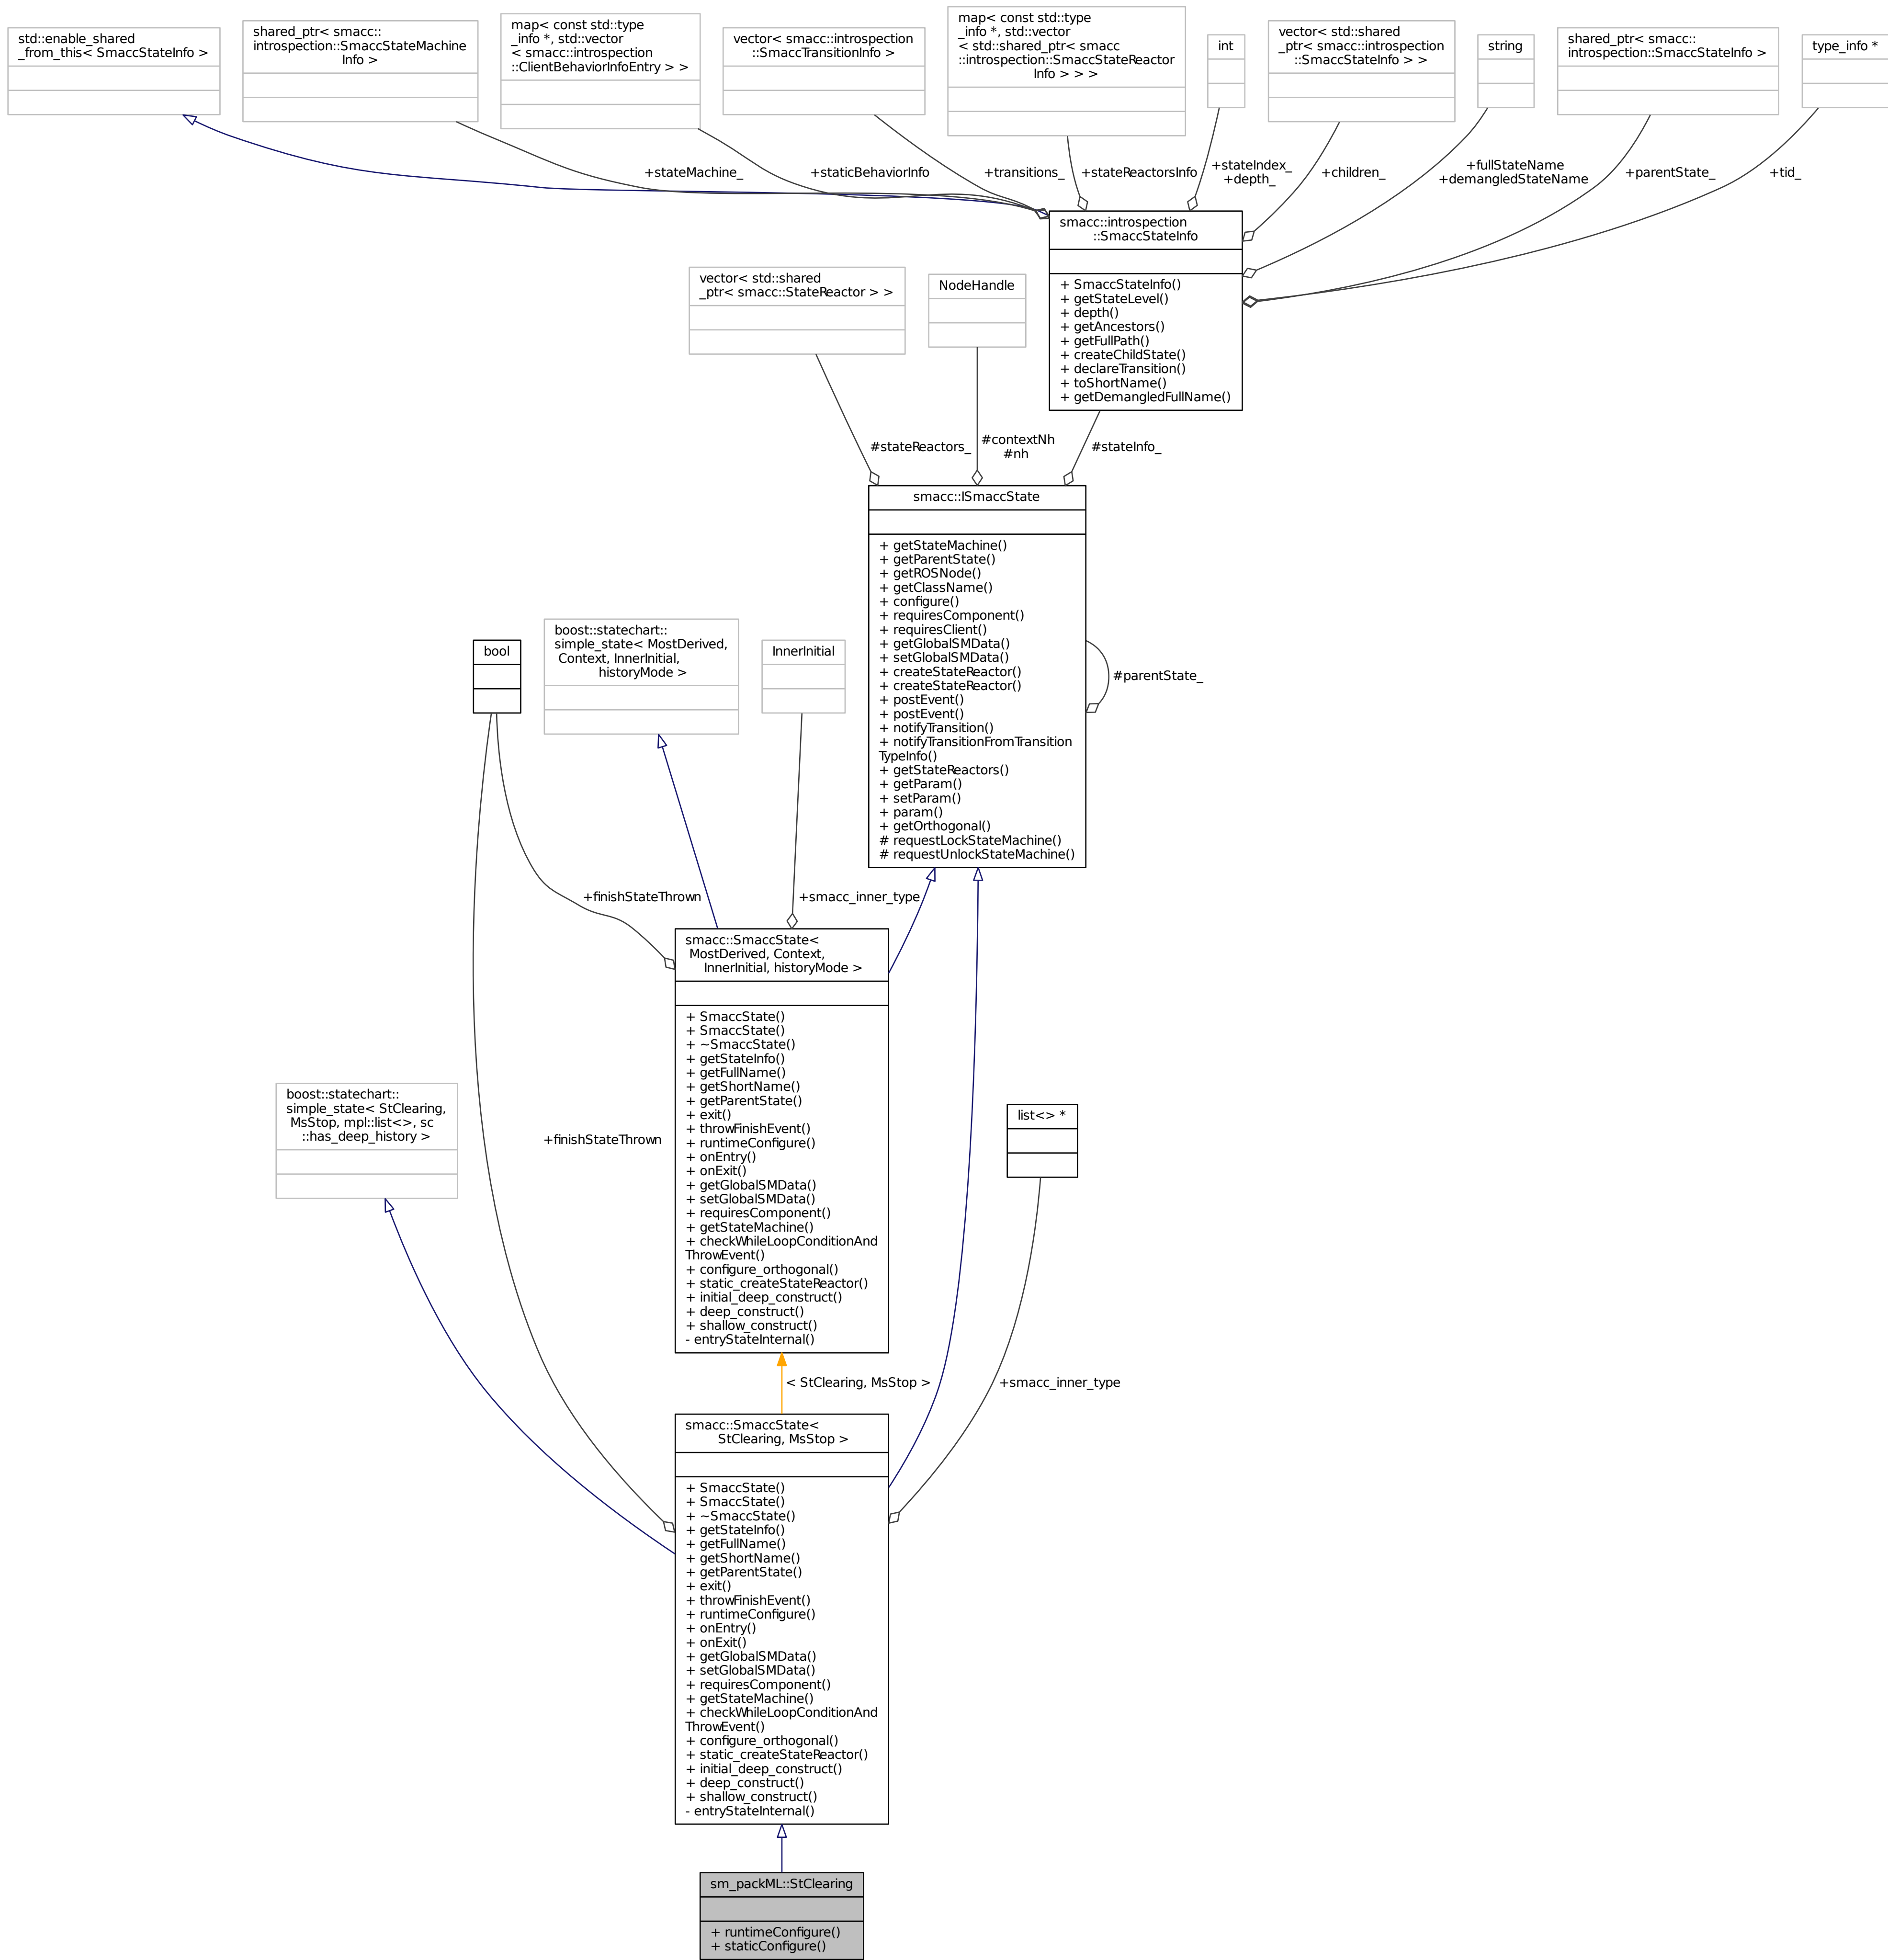 std::enable_shared
_from_this< SmaccStateInfo >
shared_ptr< smacc::
introspection::SmaccStateMachine
Info >
map< const std::type
_info *, std::vector
< smacc::introspection
::ClientBehaviorInfoEntry > >
vector< smacc::introspection
::SmaccTransitionInfo >
map< const std::type
_info *, std::vector
< std::shared_ptr< smacc
::introspection::SmaccStateReactor
Info > > >
int
vector< std::shared
_ptr< smacc::introspection
::SmaccStateInfo > >
string
shared_ptr< smacc::
introspection::SmaccStateInfo >
type_info *
+stateMachine_
+staticBehaviorInfo
+transitions_
+stateReactorsInfo
+stateIndex_
+depth_
+children_
+fullStateName
+demangledStateName
+parentState_
+tid_
smacc::introspection
::SmaccStateInfo
+ SmaccStateInfo()
+ getStateLevel()
+ depth()
+ getAncestors()
+ getFullPath()
+ createChildState()
+ declareTransition()
+ toShortName()
+ getDemangledFullName()
vector< std::shared
_ptr< smacc::StateReactor > >
NodeHandle
#stateReactors_
#contextNh
#nh
#stateInfo_
smacc::ISmaccState
+ getStateMachine()
+ getParentState()
+ getROSNode()
+ getClassName()
+ configure()
+ requiresComponent()
+ requiresClient()
+ getGlobalSMData()
+ setGlobalSMData()
+ createStateReactor()
+ createStateReactor()
+ postEvent()
+ postEvent()
+ notifyTransition()
+ notifyTransitionFromTransition
TypeInfo()
+ getStateReactors()
+ getParam()
+ setParam()
+ param()
+ getOrthogonal()
# requestLockStateMachine()
# requestUnlockStateMachine()
#parentState_
bool
boost::statechart::
simple_state< MostDerived,
Context, InnerInitial,
historyMode >
InnerInitial
+finishStateThrown
+smacc_inner_type
smacc::SmaccState<
MostDerived, Context,
InnerInitial, historyMode >
+ SmaccState()
+ SmaccState()
+ ~SmaccState()
+ getStateInfo()
+ getFullName()
+ getShortName()
+ getParentState()
+ exit()
+ throwFinishEvent()
+ runtimeConfigure()
+ onEntry()
+ onExit()
+ getGlobalSMData()
+ setGlobalSMData()
+ requiresComponent()
+ getStateMachine()
+ checkWhileLoopConditionAnd
ThrowEvent()
+ configure_orthogonal()
+ static_createStateReactor()
+ initial_deep_construct()
+ deep_construct()
+ shallow_construct()
- entryStateInternal()
boost::statechart::
simple_state< StClearing,
MsStop, mpl::list<>, sc
::has_deep_history >
+finishStateThrown
list<> *
< StClearing, MsStop >
+smacc_inner_type
smacc::SmaccState<
StClearing, MsStop >
+ SmaccState()
+ SmaccState()
+ ~SmaccState()
+ getStateInfo()
+ getFullName()
+ getShortName()
+ getParentState()
+ exit()
+ throwFinishEvent()
+ runtimeConfigure()
+ onEntry()
+ onExit()
+ getGlobalSMData()
+ setGlobalSMData()
+ requiresComponent()
+ getStateMachine()
+ checkWhileLoopConditionAnd
ThrowEvent()
+ configure_orthogonal()
+ static_createStateReactor()
+ initial_deep_construct()
+ deep_construct()
+ shallow_construct()
- entryStateInternal()
sm_packML::StClearing
+ runtimeConfigure()
+ staticConfigure()